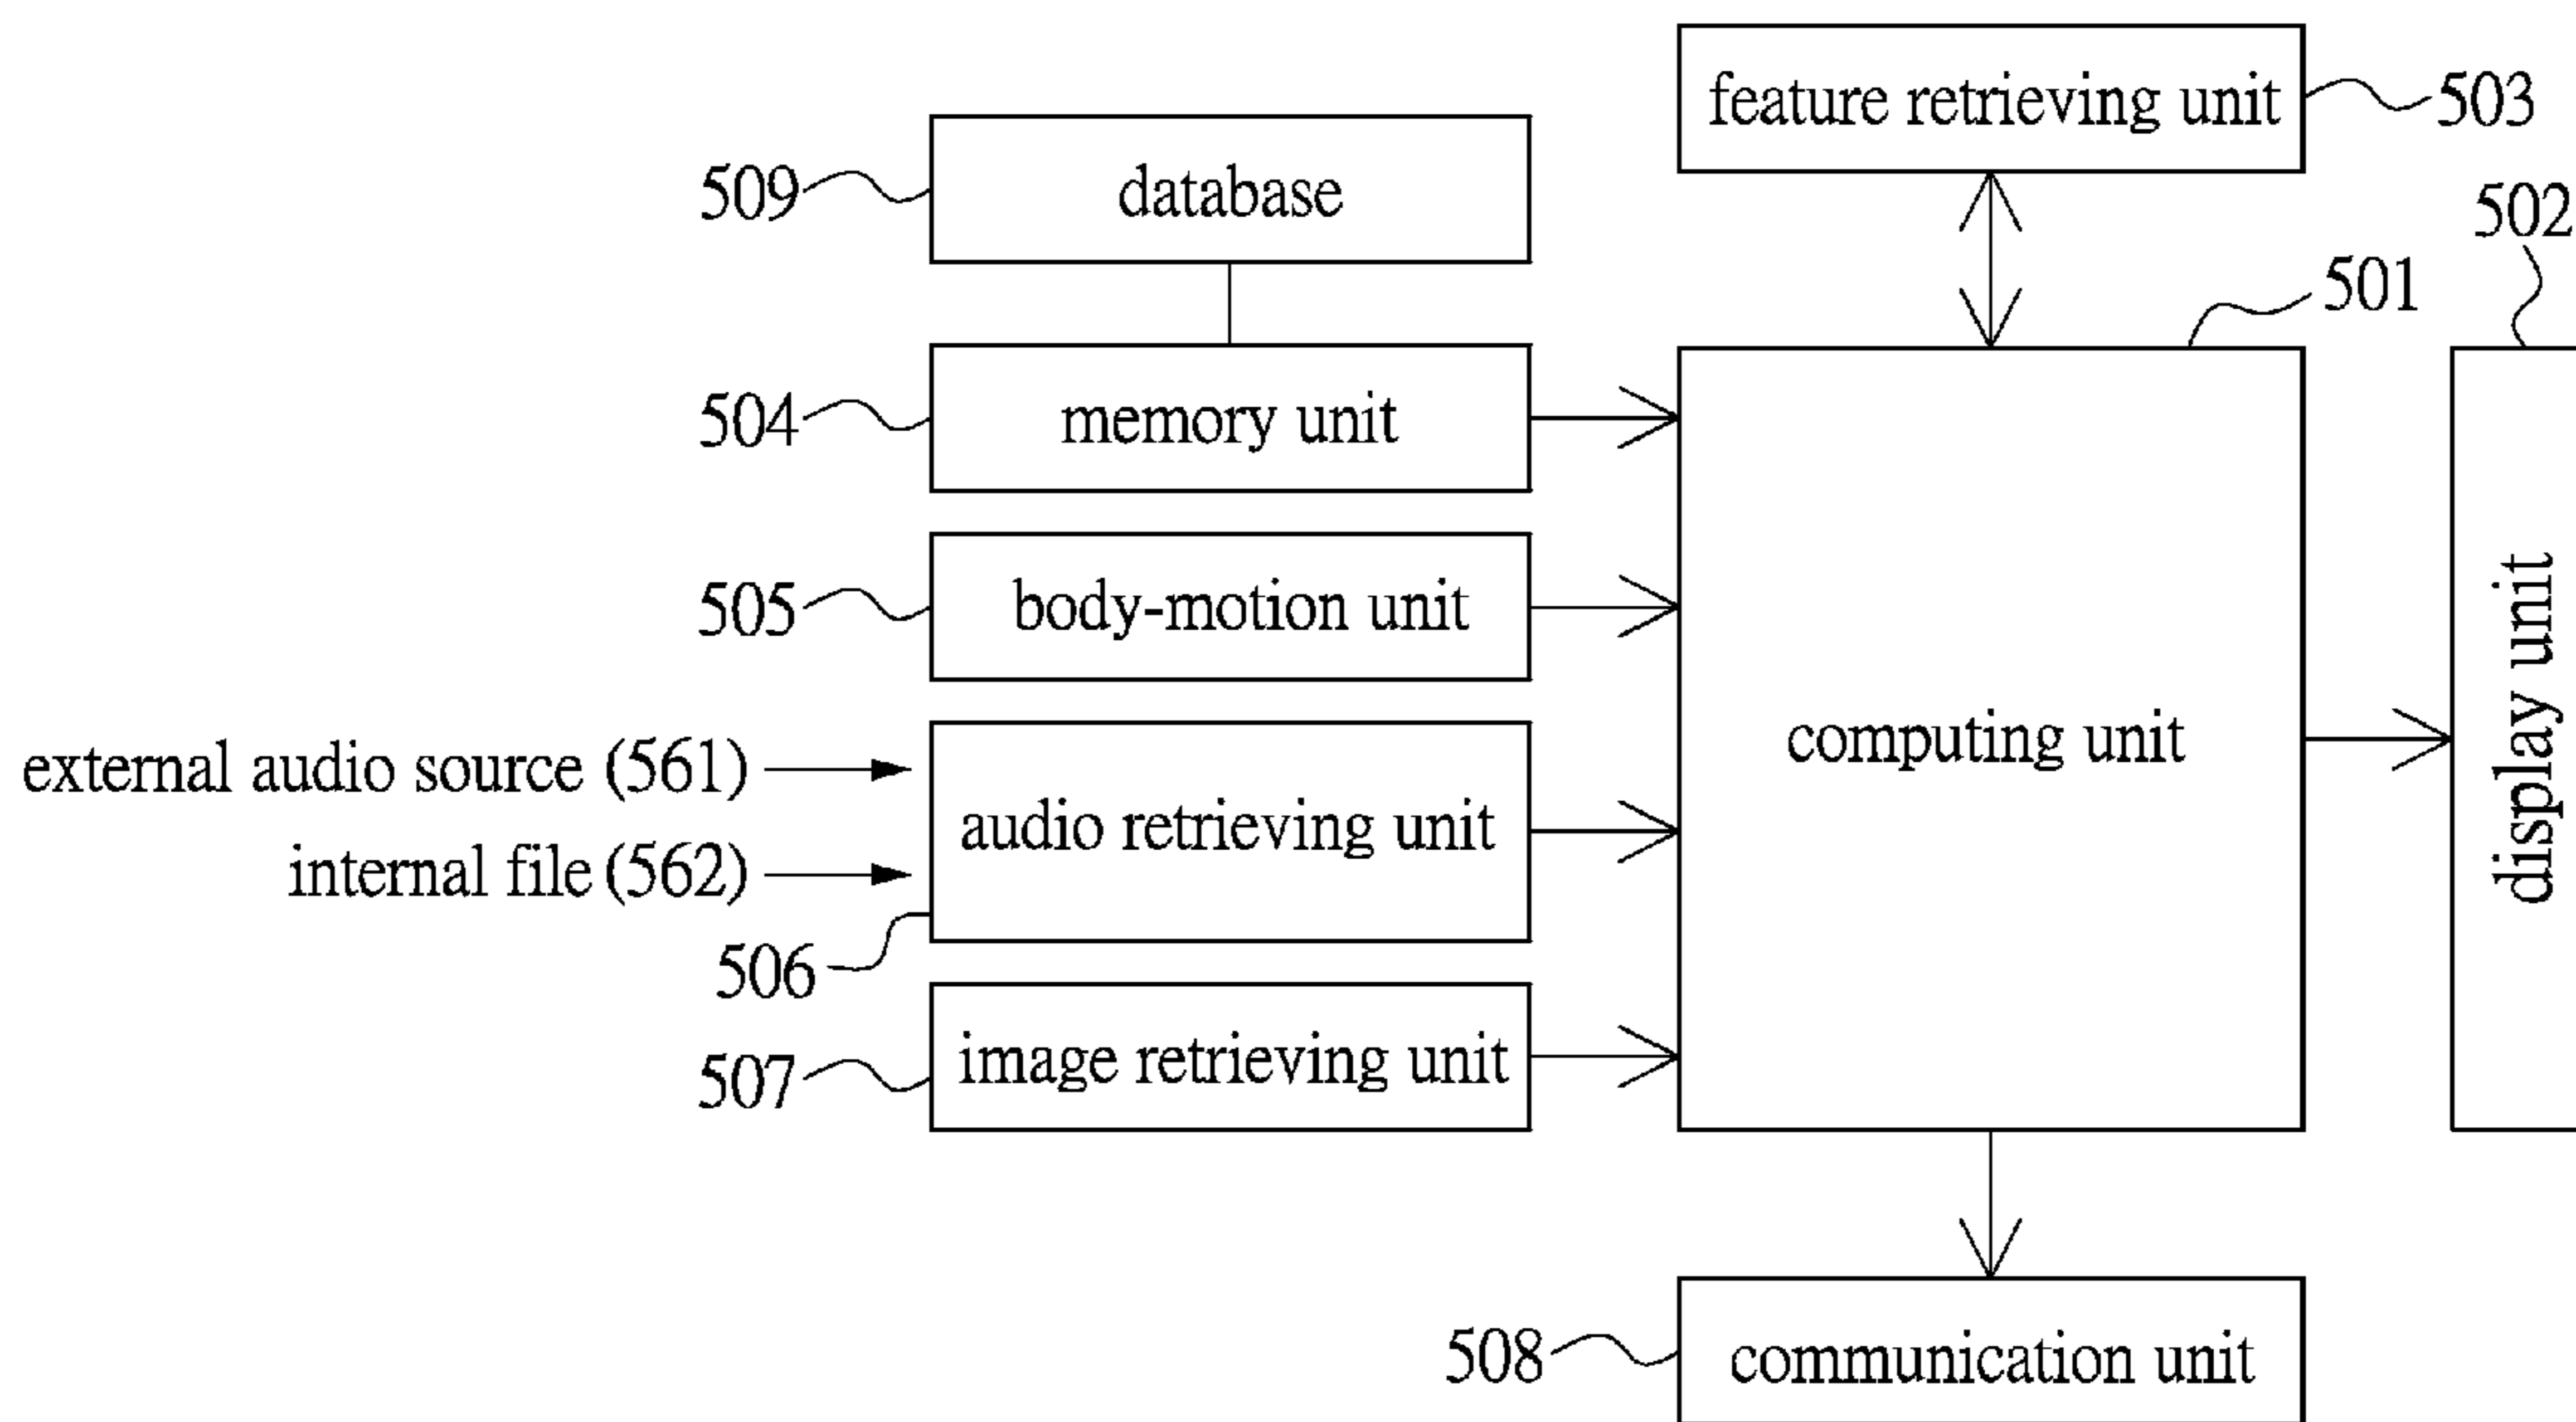 feature retrieving unit
503
509
database
502
501
504
memory unit
505
body-motion unit
external audio source (561)
internal file (562)
506
audio retrieving unit
computing unit
display unit
507
image retrieving unit
508
communication unit